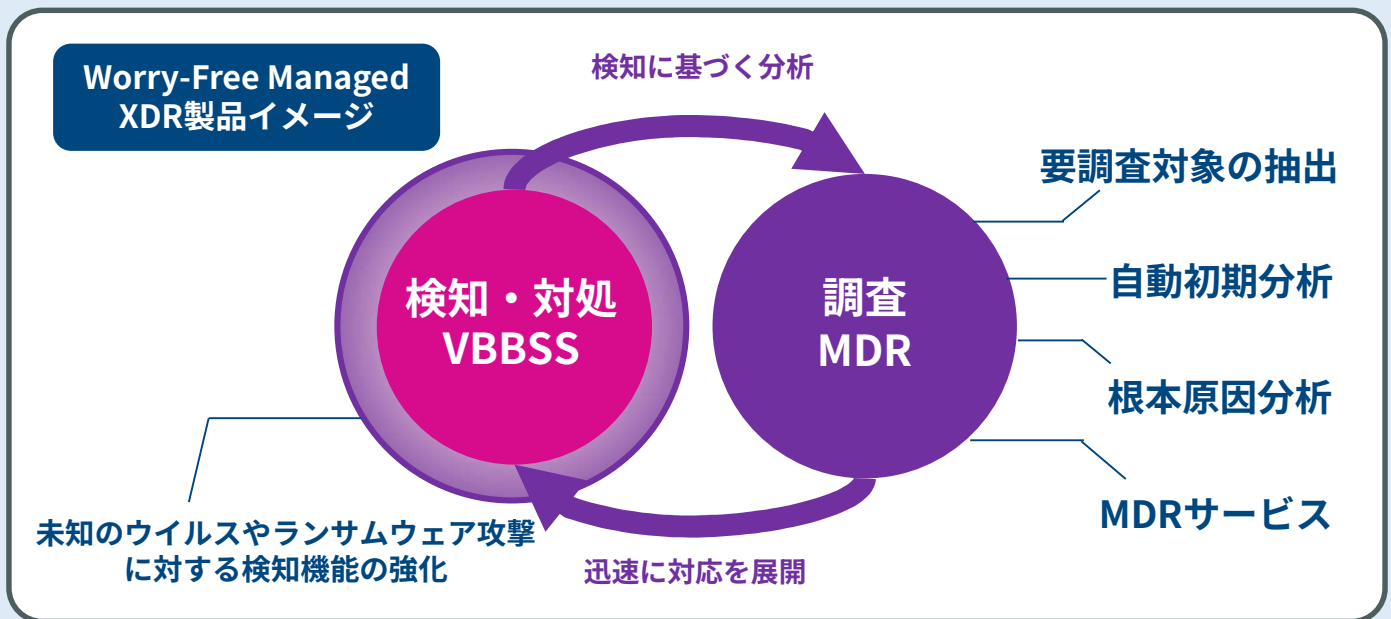 Worry-Free Managed
XDR製品イメージ
検知に基づく分析
要調査対象の抽出
検知・対処
VBBSS
調査
MDR
自動初期分析
根本原因分析
MDRサービス
未知のウイルスやランサムウェア攻撃
に対する検知機能の強化
迅速に対応を展開